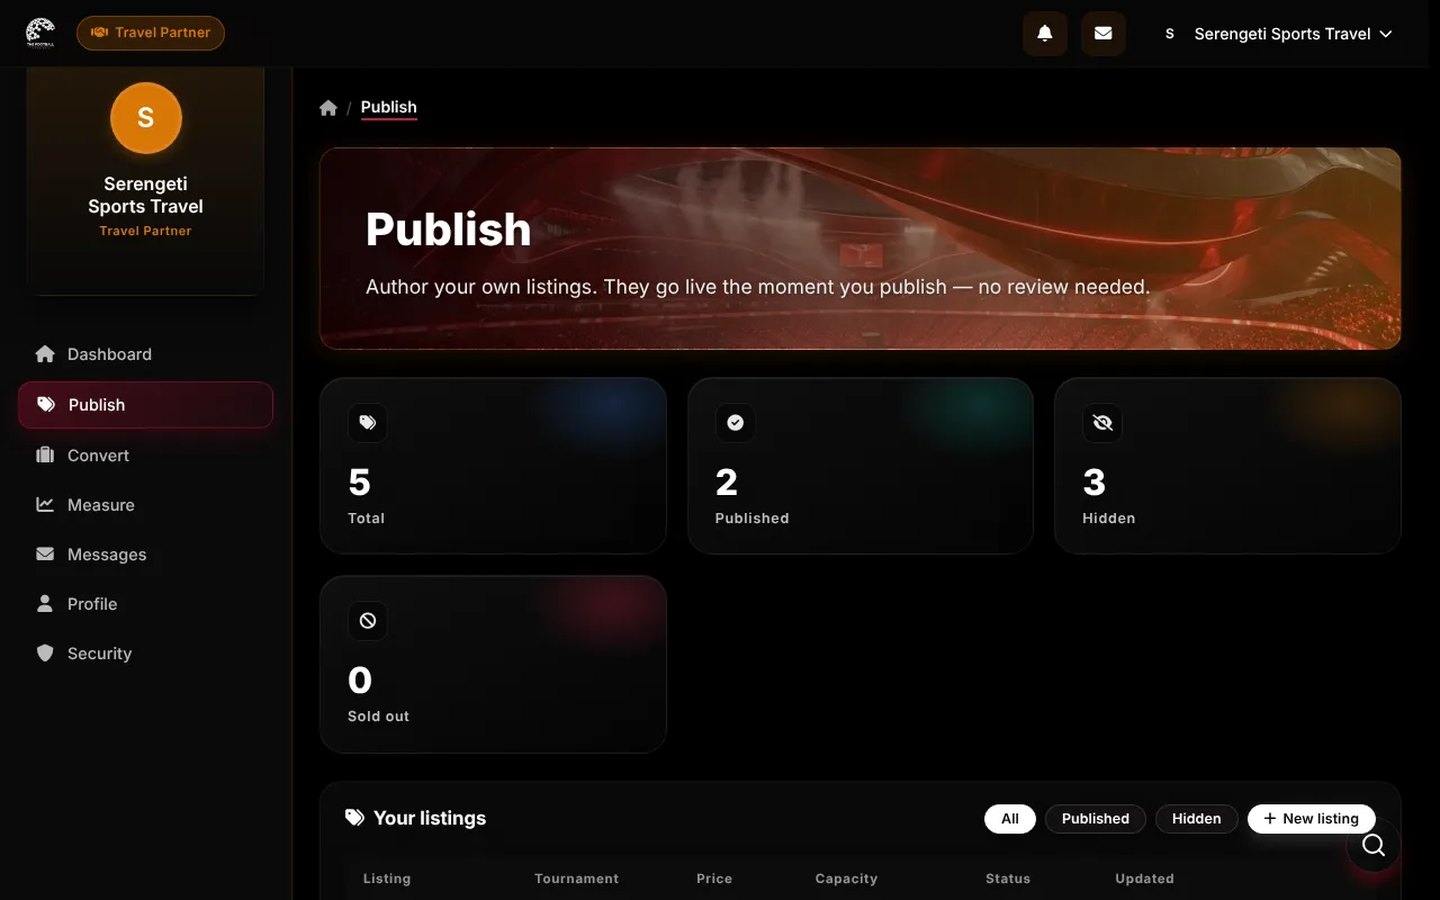 Travel Partner
S
Serengeti Sports Travel
S
Serengeti
Sports Travel
Travel Partner
Dashboard
Publish
Convert
Measure
Messages
Profile
Security
/ Publish
Publish
Author your own listings. They go live the moment you publish — no review needed.
5
Total
2
Published
3
Hidden
0
Sold out
Your listings
All
Published
Hidden
+ New listing
Listing Tournament Price Capacity Status Updated